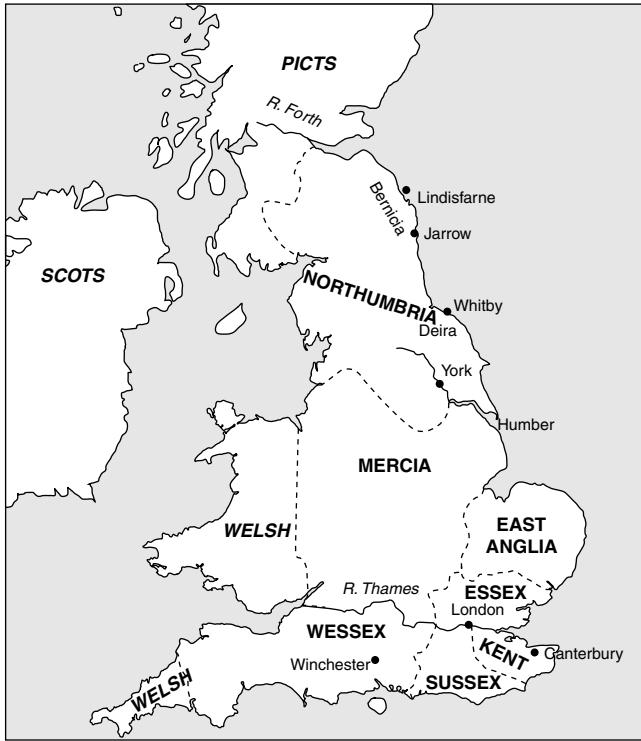 PICTS
R. Forth
Lindisfarne
Bernicia
Jarrow
SCOTS
NORTHUMBRIA
Whitby
Deira
York
Humber
MERCIA
EAST
ANGLIA
WELSH
R. Thames
ESSEX
London
WESSEX
KENT
Canterbury
Winchester
SUSSEX
WELSH